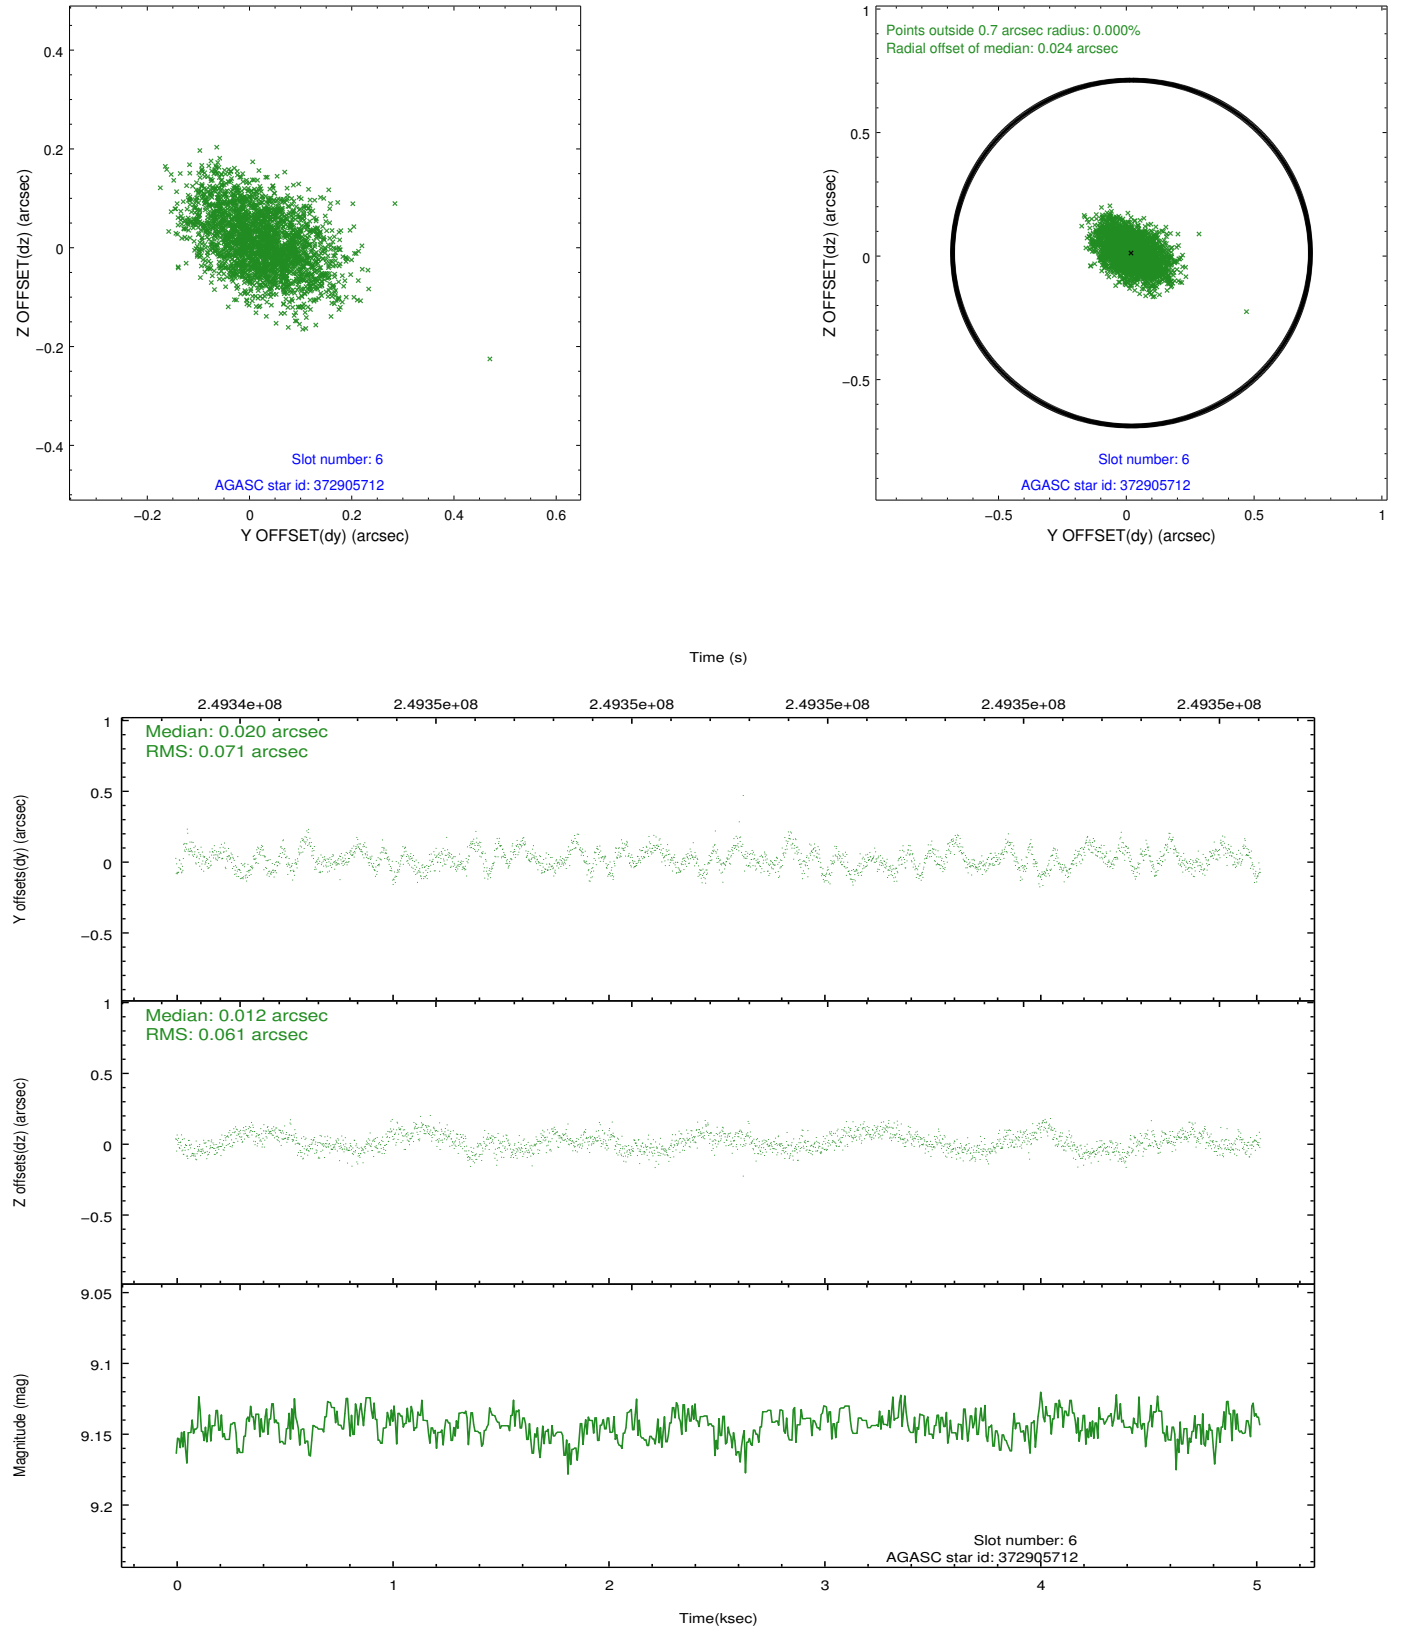 0.4
0.2
0
−0.2
−0.4
Z OFFSET(dz) (arcsec)
Slot number: 6
AGASC star id: 372905712
−0.2 0 0.2 0.4 0.6
Y OFFSET(dy) (arcsec)
Points outside 0.7 arcsec radius: 0.000%
Radial offset of median: 0.024 arcsec
1
0.5
0
−0.5
Z OFFSET(dz) (arcsec)
Slot number: 6
AGASC star id: 372905712
−0.5 0 0.5 1
Y OFFSET(dy) (arcsec)
Time (s)
2.4934e+08 2.4935e+08 2.4935e+08 2.4935e+08 2.4935e+08 2.4935e+08
Median: 0.020 arcsec
RMS: 0.071 arcsec
1
0.5
0
−0.5
Y offsets(dy) (arcsec)
Median: 0.012 arcsec
RMS: 0.061 arcsec
1
0.5
0
−0.5
Z offsets(dz) (arcsec)
9.05
9.1
9.15
9.2
Magnitude (mag)
Slot number: 6
AGASC star id: 372905712
0 1 2 3 4 5
Time(ksec)